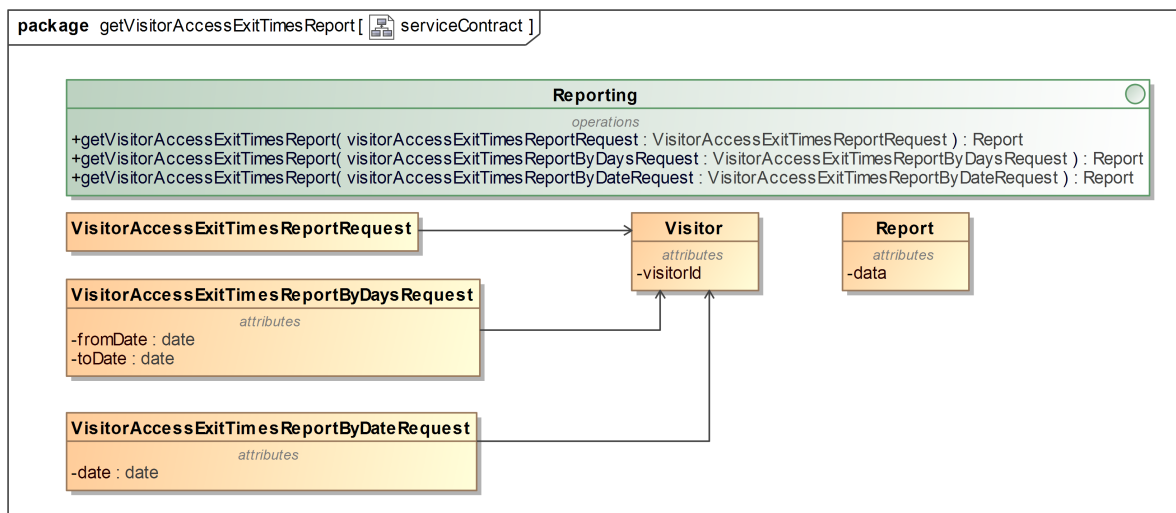 package getVisitorAccessExitTimesReport [ serviceContract ]
Reporting
operations
+getVisitorAccessExitTimesReport( visitorAccessExitTimesReportRequest : VisitorAccessExitTimesReportRequest ) : Report
+getVisitorAccessExitTimesReport( visitorAccessExitTimesReportByDaysRequest : VisitorAccessExitTimesReportByDaysRequest ) : Report
+getVisitorAccessExitTimesReport( visitorAccessExitTimesReportByDateRequest : VisitorAccessExitTimesReportByDateRequest ) : Report
VisitorAccessExitTimesReportRequest
Visitor
attributes
-visitorId
Report
attributes
-data
VisitorAccessExitTimesReportByDaysRequest
attributes
-fromDate : date
-toDate : date
VisitorAccessExitTimesReportByDateRequest
attributes
-date : date